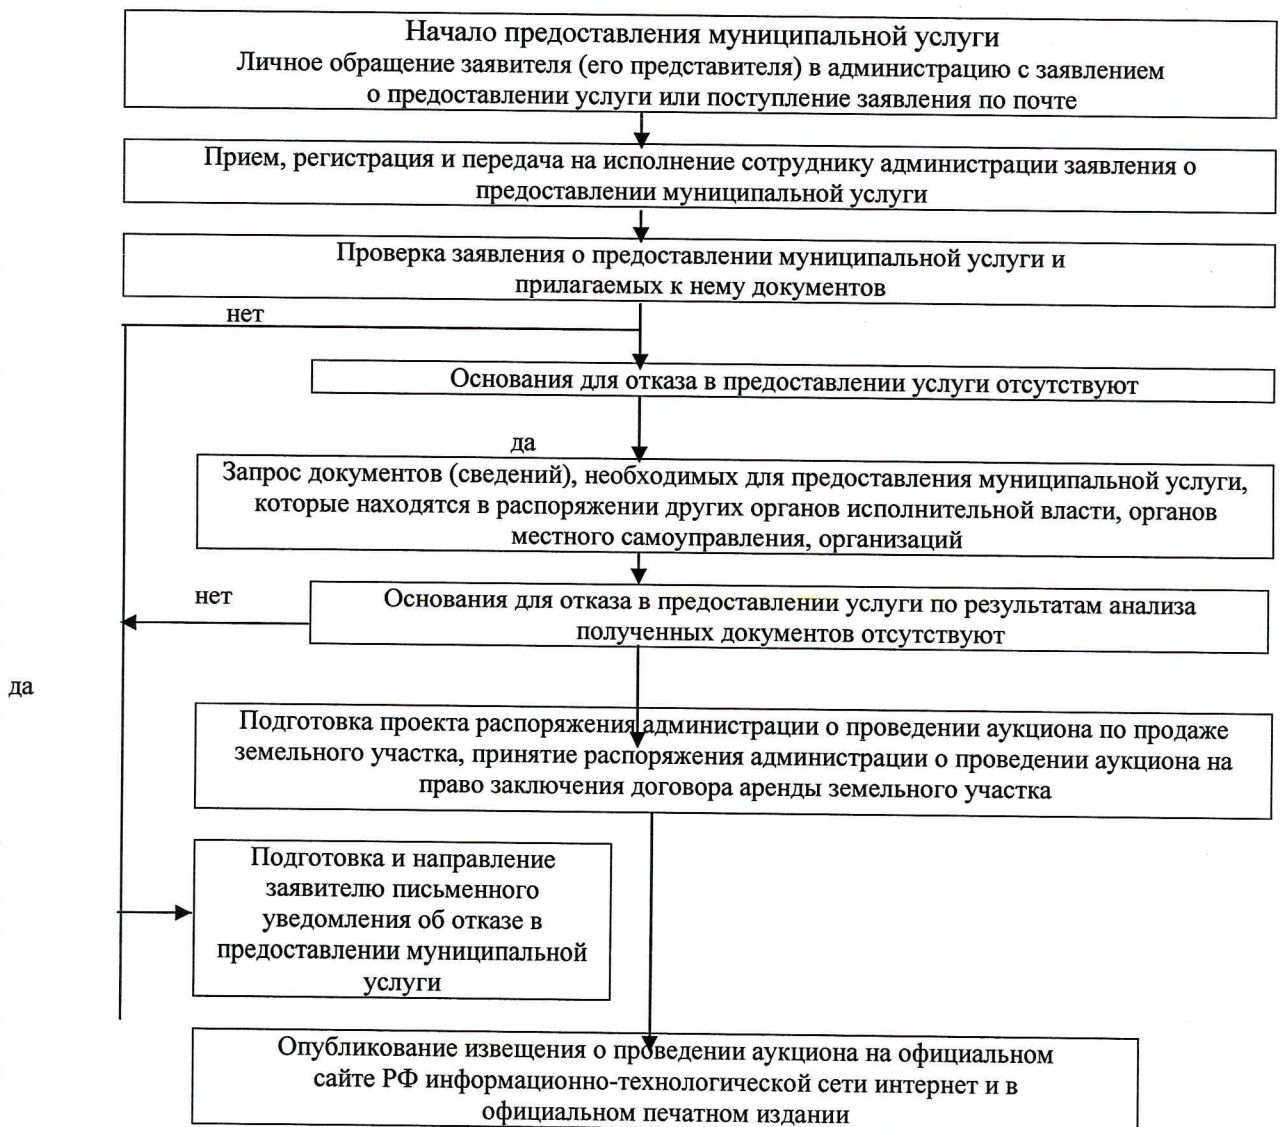 Начало предоставления муниципальной услуги
Личное обращение заявителя (его представителя) в администрацию с заявлением
о предоставлении услуги или поступление заявления по почте
Прием, регистрация и передача на исполнение сотруднику администрации заявления о
предоставлении муниципальной услуги
Проверка заявления о предоставлении муниципальной услуги и
прилагаемых к нему документов
нет
Основания для отказа в предоставлении услуги отсутствуют
да
Запрос документов (сведений), необходимых для предоставления муниципальной услуги,
которые находятся в распоряжении других органов исполнительной власти, органов
местного самоуправления, организаций
нет
Основания для отказа в предоставлении услуги по результатам анализа
полученных документов отсутствуют
да
Подготовка проекта распоряжения администрации о проведении аукциона по продаже
земельного участка, принятие распоряжения администрации о проведении аукциона на
право заключения договора аренды земельного участка
Подготовка и направление
заявителю письменного
уведомления об отказе в
предоставлении муниципальной
услуги
Опубликование извещения о проведении аукциона на официальном
сайте РФ информационно-технологической сети интернет и в
официальном печатном издании